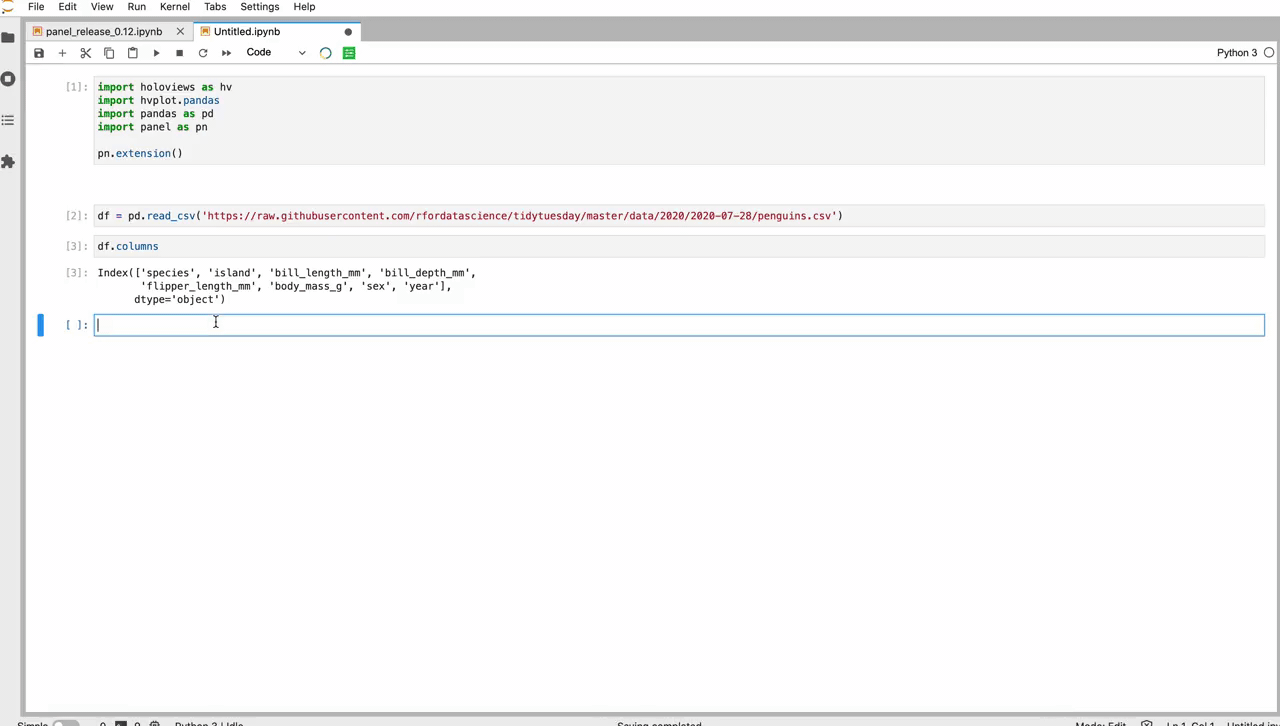 File Edit View Run Kernel Tabs Settings Help
panel_release_0.12.ipynb Untitled.ipynb
Code Python 3
[1]: import holoviews as hv
import hvplot.pandas
import pandas as pd
import panel as pn
pn.extension()
[2]: df = pd.read_csv('https://raw.githubusercontent.com/rfordatascience/tidytuesday/master/data/2020/2020-07-28/penguins.csv')
[3]: df.columns
[3]: Index(['species', 'island', 'bill_length_mm', 'bill_depth_mm',
'flipper_length_mm', 'body_mass_g', 'sex', 'year'],
dtype='object')
[ ]:
Simple 0 0 Python 3 | Idle Saving completed Mode: Edit Ln 1, Col 1